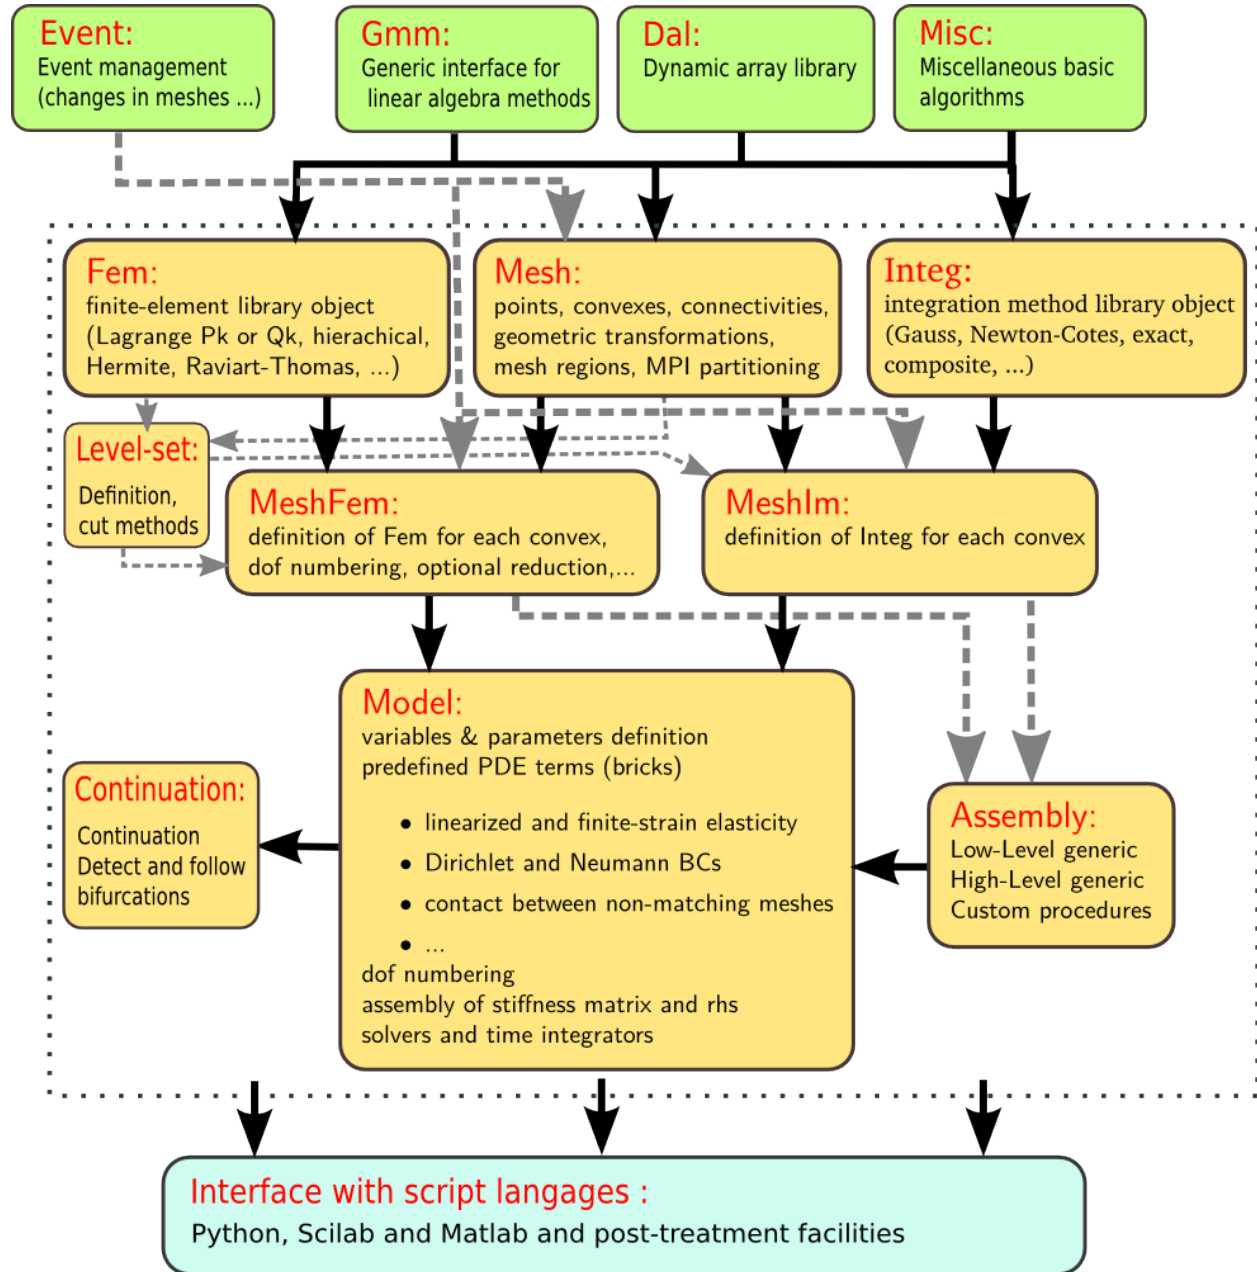 Event:
Event management
(changes in meshes ...)
Gmm:
Generic interface for
linear algebra methods
Dal:
Dynamic array library
Misc:
Miscellaneous basic
algorithms
Fem:
finite-element library object
(Lagrange Pk or Qk, hierachical,
Hermite, Raviart-Thomas, ...)
Mesh:
points, convexes, connectivities,
geometric transformations,
mesh regions, MPI partitioning
Integ:
integration method library object
(Gauss, Newton-Cotes, exact,
composite, ...)
Level-set:
Definition,
cut methods
MeshFem:
definition of Fem for each convex,
dof numbering, optional reduction,...
MeshIm:
definition of Integ for each convex
Model:
variables & parameters definition
predefined PDE terms (bricks)
• linearized and finite-strain elasticity
• Dirichlet and Neumann BCs
• contact between non-matching meshes
• ...
dof numbering
assembly of stiffness matrix and rhs
solvers and time integrators
Continuation:
Continuation
Detect and follow
bifurcations
Assembly:
Low-Level generic
High-Level generic
Custom procedures
Interface with script langages :
Python, Scilab and Matlab and post-treatment facilities